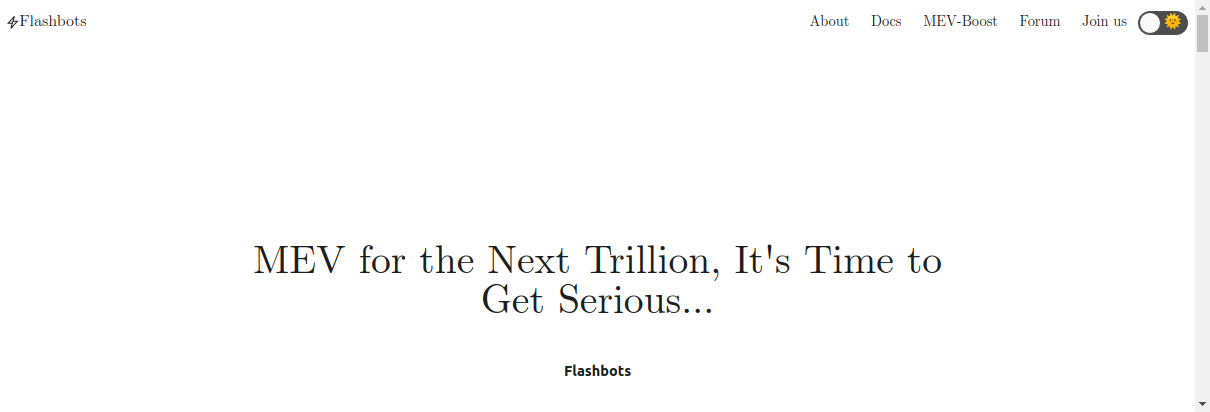 Flashbots
About Docs MEV-Boost Forum Join us
MEV for the Next Trillion, It's Time to
Get Serious...
Flashbots